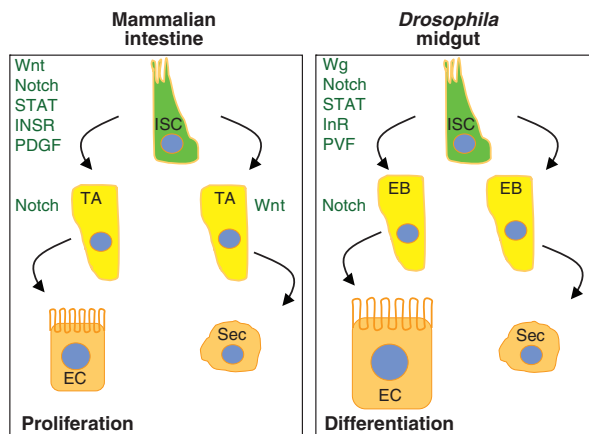 Mammalian
intestine
Wnt
Notch
STAT
INSR
PDGF
ISC
TA
TA
Notch
Wnt
EC
Sec
Proliferation
Drosophila
midgut
Wg
Notch
STAT
InR
PVF
ISC
EB
EB
Notch
EC
Sec
Differentiation